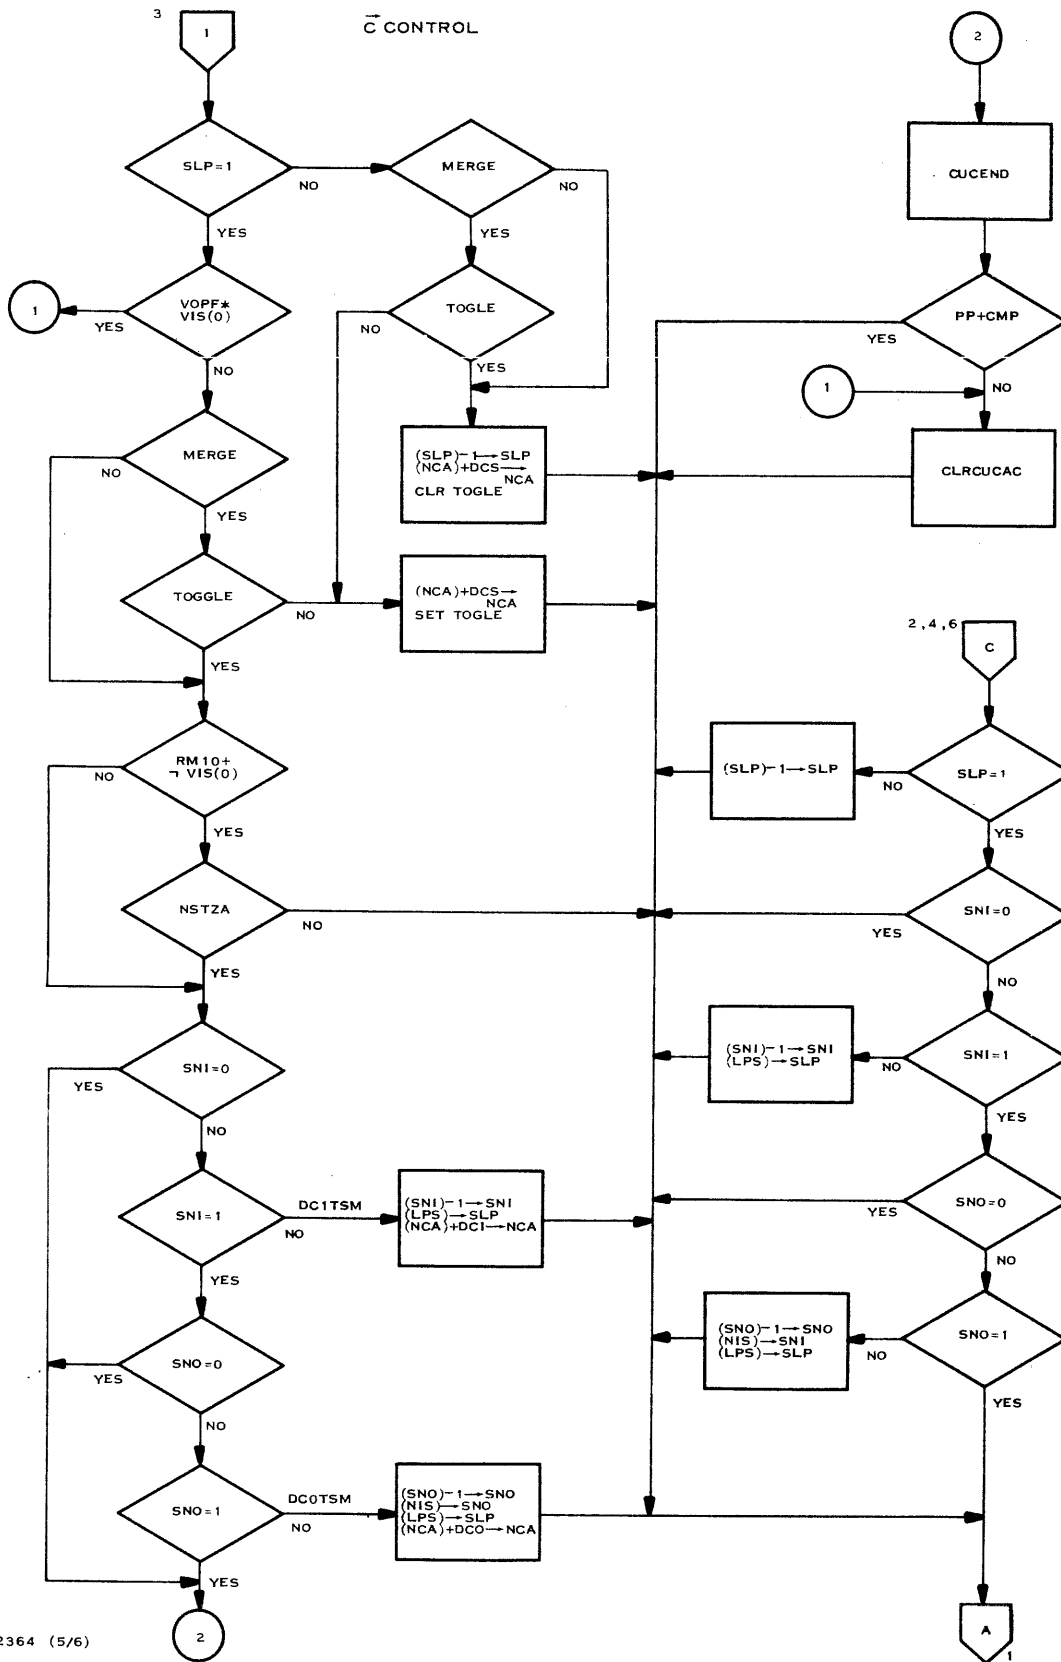 3
1
C CONTROL
2
SLP=1
NO
YES
MERGE
NO
YES
CUCEND
1
YES
VOPF*
VIS(0)
NO
NO
TOGLE
YES
PP+CMP
YES
NO
1
MERGE
NO
YES
(SLP)-1→SLP
(NCA)+DCS→
NCA
CLR TOGLE
CLRCUCAC
TOGGLE
NO
YES
(NCA)+DCS→
NCA
SET TOGLE
2,4,6
C
RM10+
¬ VIS(0)
NO
YES
(SLP)-1→SLP
NO
SLP=1
YES
NSTZA
NO
YES
SNI=0
YES
NO
SNI=0
YES
NO
(SNI)-1→SNI
(LPS)→SLP
NO
SNI=1
YES
SNI=1
DC1TSM
NO
YES
(SNI)-1→SNI
(LPS)→SLP
(NCA)+DCI→NCA
SNO=0
YES
NO
SNO=0
YES
NO
(SNO)-1→SNO
(NIS)→SNI
(LPS)→SLP
NO
SNO=1
YES
SNO=1
DC0TSM
NO
YES
(SNO)-1→SNO
(NIS)→SNO
(LPS)→SLP
(NCA)+DCO→NCA
2
A
1
2364 (5/6)